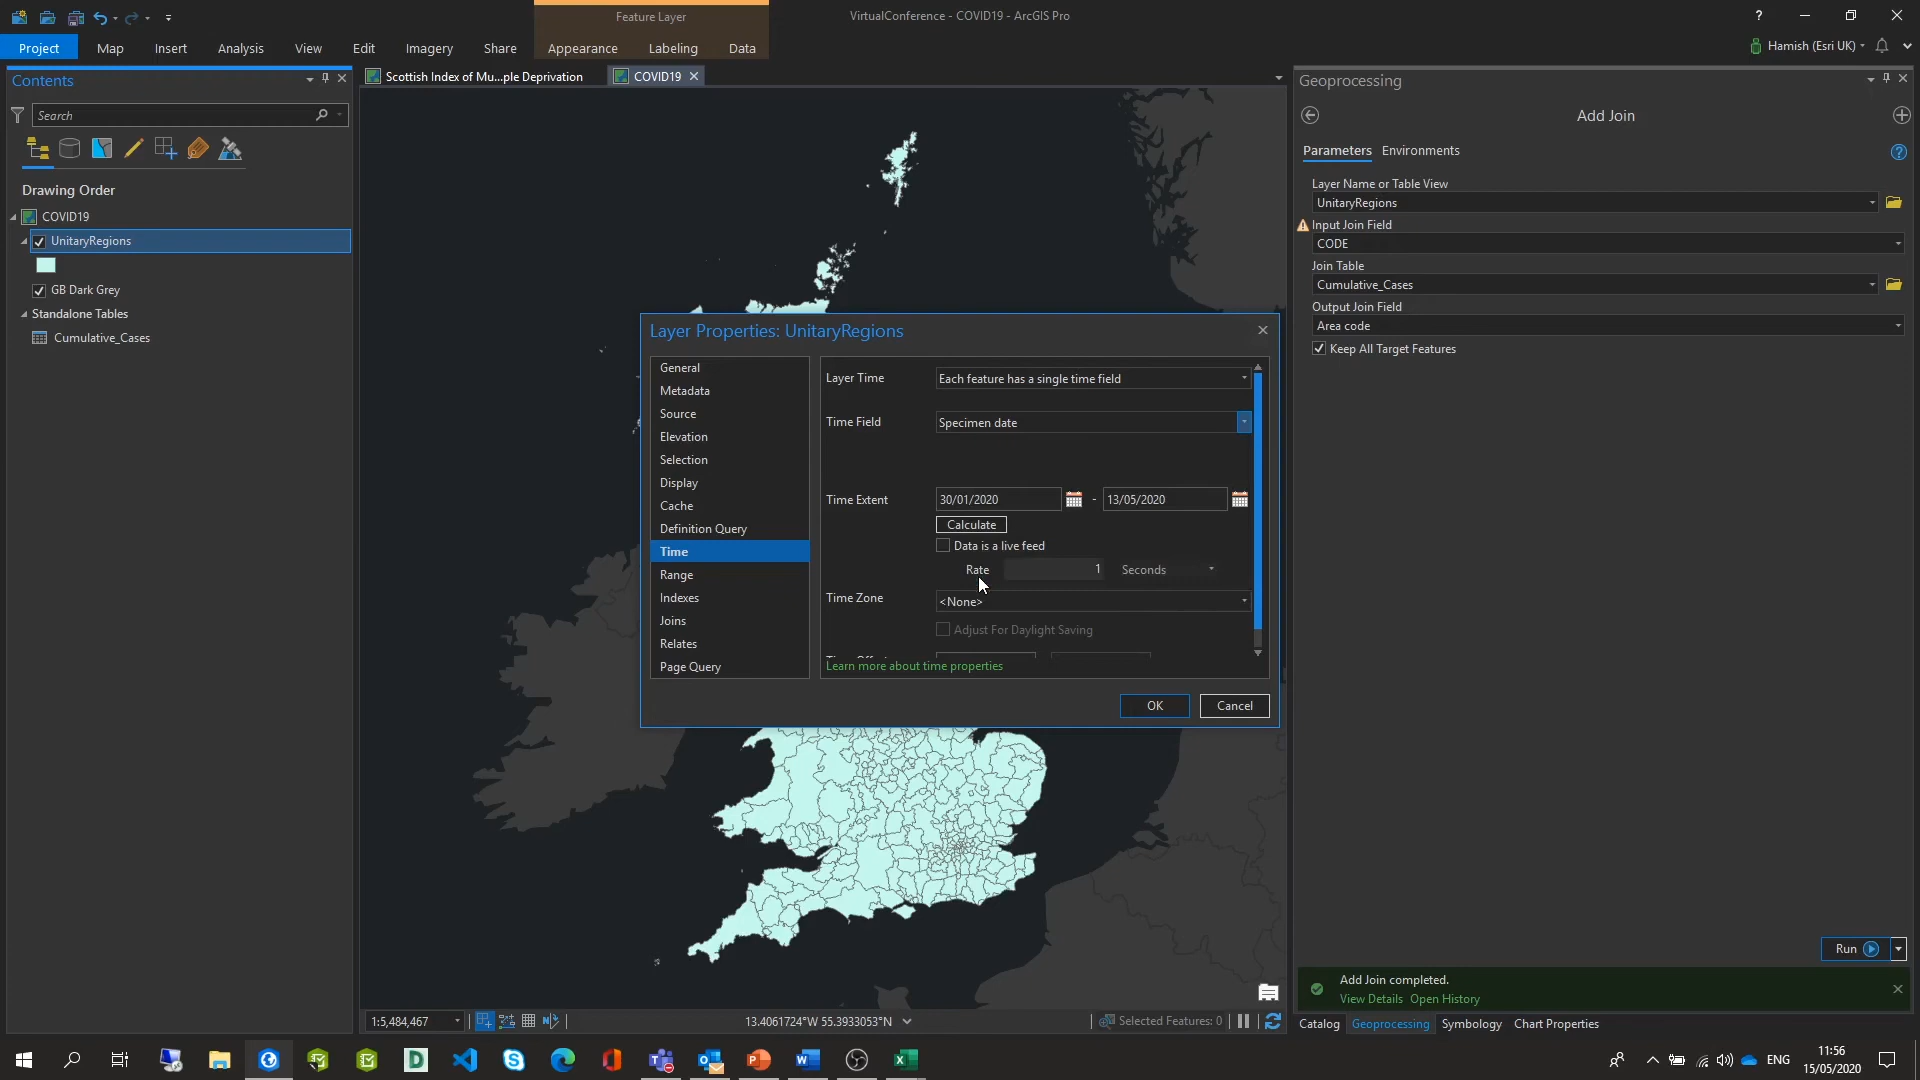 Feature Layer
VirtualConference - COVID19 - ArcGIS Pro
?
Project
Map
Insert
Analysis
View
Edit
Imagery
Share
Appearance
Labeling
Data
Hamish (Esri UK)
Contents
Search
Drawing Order
COVID19
UnitaryRegions
GB Dark Grey
Standalone Tables
Cumulative_Cases
Scottish Index of Mu...ple Deprivation
COVID19
Layer Properties: UnitaryRegions
General
Metadata
Source
Elevation
Selection
Display
Cache
Definition Query
Time
Range
Indexes
Joins
Relates
Page Query
Layer Time
Each feature has a single time field
Time Field
Specimen date
Time Extent
30/01/2020
-
13/05/2020
Calculate
Data is a live feed
Rate
1
Seconds
Time Zone
<None>
Adjust For Daylight Saving
Learn more about time properties
OK
Cancel
1:5,484,467
13.4061724°W 55.3933053°N
Selected Features: 0
Geoprocessing
Add Join
Parameters
Environments
Layer Name or Table View
UnitaryRegions
Input Join Field
CODE
Join Table
Cumulative_Cases
Output Join Field
Area code
Keep All Target Features
Run
Add Join completed.
View Details Open History
Catalog
Geoprocessing
Symbology
Chart Properties
ENG
11:56
15/05/2020